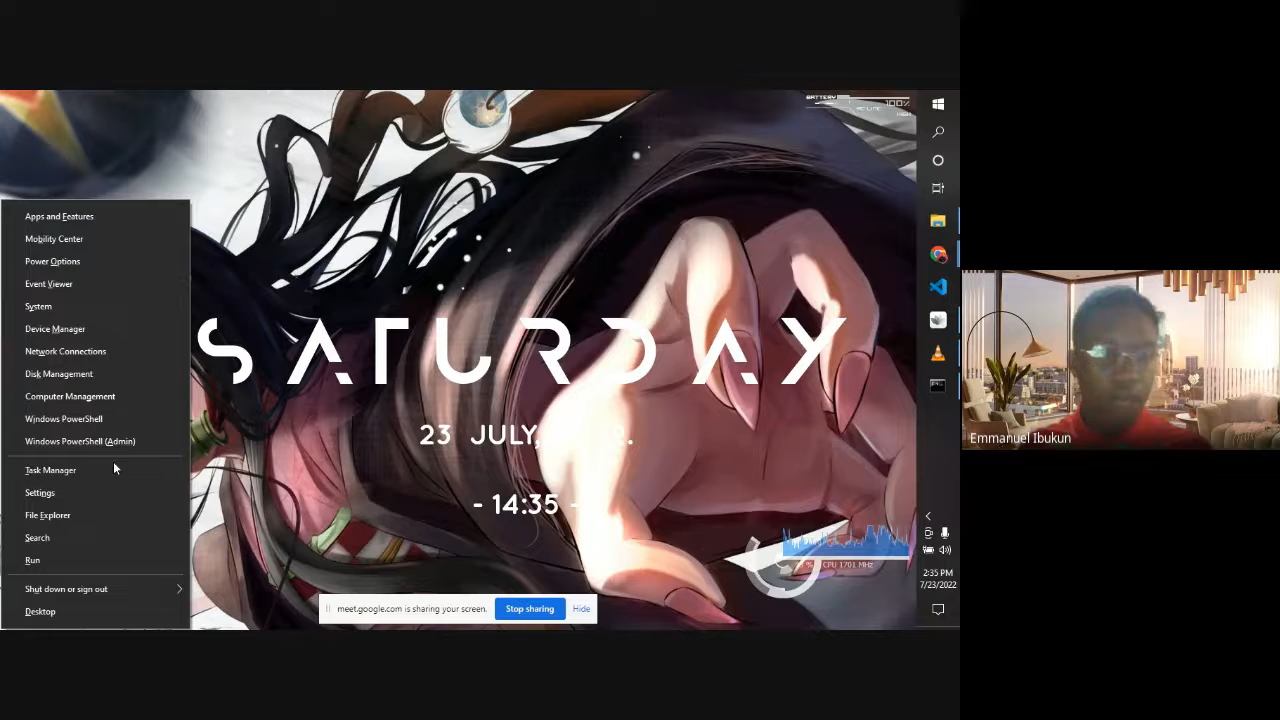 BATTERY
100%
Apps and Features
Mobility Center
Power Options
Event Viewer
System
Device Manager
Network Connections
Disk Management
Computer Management
Windows PowerShell
Windows PowerShell (Admin)
Task Manager
Settings
File Explorer
Search
Run
Shut down or sign out
Desktop
SATURDAY
23 JULY,
- 14:35 -
CPU 1701 MHz
meet.google.com is sharing your screen.
Stop sharing
Hide
2:35 PM
7/23/2022
Emmanuel Ibukun